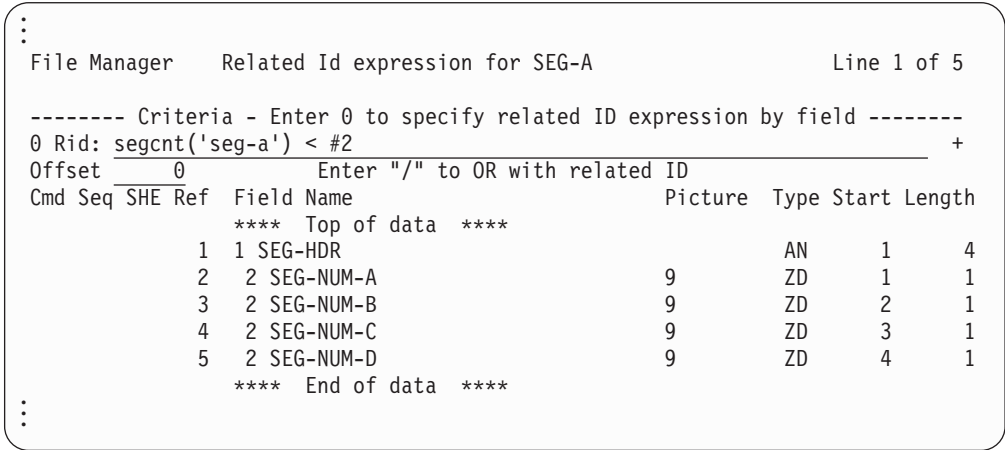 File Manager Related Id expression for SEG-A Line 1 of 5
-------- Criteria - Enter 0 to specify related ID expression by field --------
0 Rid: segcnt('seg-a') < #2 +
Offset 0 Enter "/" to OR with related ID
Cmd Seq SHE Ref Field Name Picture Type Start Length
**** Top of data ****
1 1 SEG-HDR AN 1 4
2 2 SEG-NUM-A 9 ZD 1 1
3 2 SEG-NUM-B 9 ZD 2 1
4 2 SEG-NUM-C 9 ZD 3 1
5 2 SEG-NUM-D 9 ZD 4 1
**** End of data ****